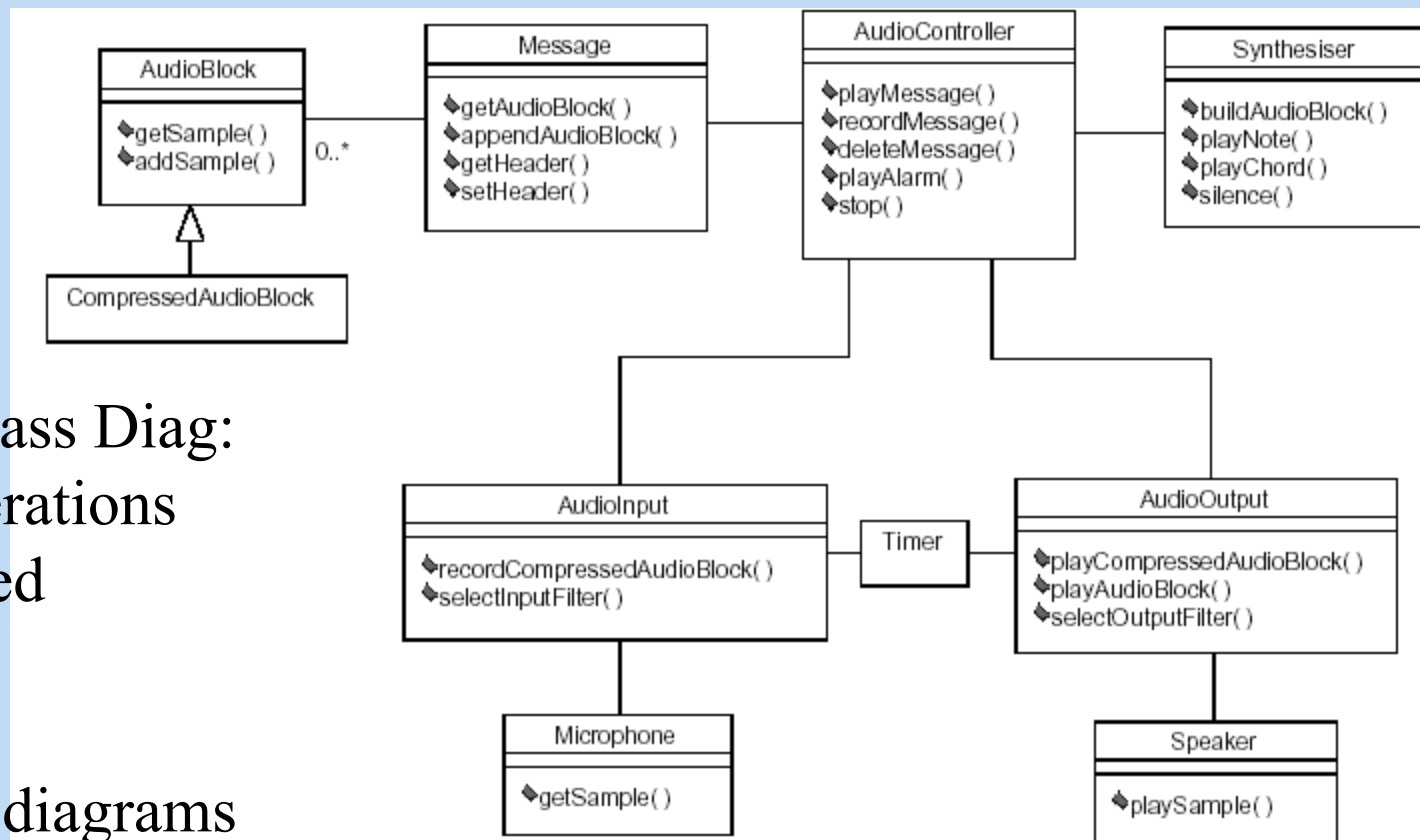 AudioBlock
getSample( )
addSample( )
0..*
CompressedAudioBlock
Message
getAudioBlock( )
appendAudioBlock( )
getHeader( )
setHeader( )
AudioController
playMessage( )
recordMessage( )
deleteMessage( )
playAlarm( )
stop( )
Synthesiser
buildAudioBlock( )
playNote( )
playChord( )
silence( )
ass Diag:
erations
ed
diagrams
AudioInput
recordCompressedAudioBlock( )
selectInputFilter( )
Timer
AudioOutput
playCompressedAudioBlock( )
playAudioBlock( )
selectOutputFilter( )
Microphone
getSample( )
Speaker
playSample( )